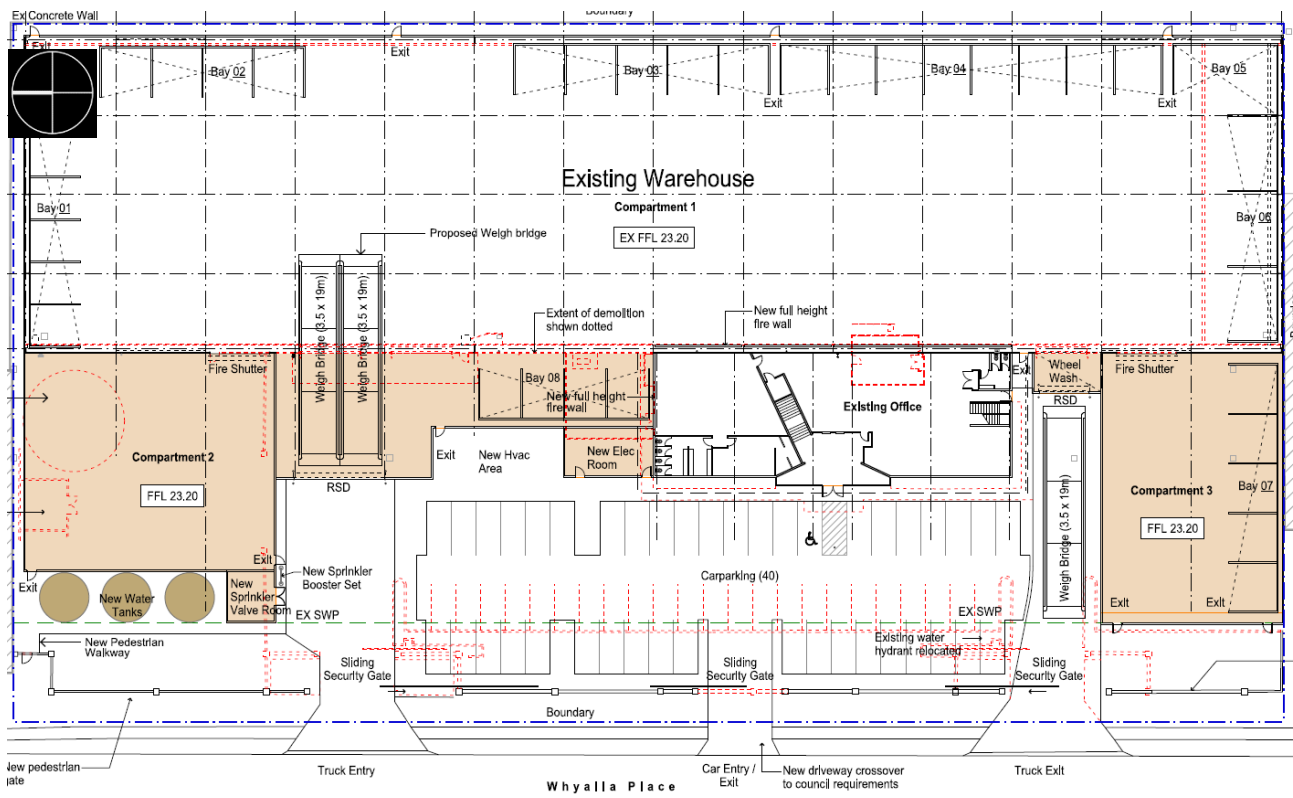 Ex Concrete Wall
Boundary
Exit
Exit
Bay 02
Bay 03
Bay 04
Bay 05
Exit
Exit
Existing Warehouse
Compartment 1
EX FFL 23.20
Bay 01
Bay 06
Proposed Weigh bridge
Weigh Bridge (3.5 x 19m)
Weigh Bridge (3.5 x 19m)
Extent of demolition
shown dotted
New full height
fire wall
Fire Shutter
Bay 08
New full height
fire wall
Existing Office
Exit
Wheel
Wash
RSD
Fire Shutter
Compartment 2
FFL 23.20
Exit
New Hvac
Area
New Elec
Room
RSD
Weigh Bridge (3.5 x 19m)
Compartment 3
FFL 23.20
Bay 07
Exit
Exit
New Sprinkler
Booster Set
New Water
Tanks
New
Sprinkler
Valve Room
EX SWP
Carparking (40)
EX SWP
Exit
Exit
New Pedestrian
Walkway
Existing water
hydrant relocated
Sliding
Security Gate
Sliding
Security Gate
Sliding
Security Gate
Boundary
New pedestrian
gate
Truck Entry
Car Entry /
Exit
New driveway crossover
to council requirements
Truck Exit
Whyalla Place